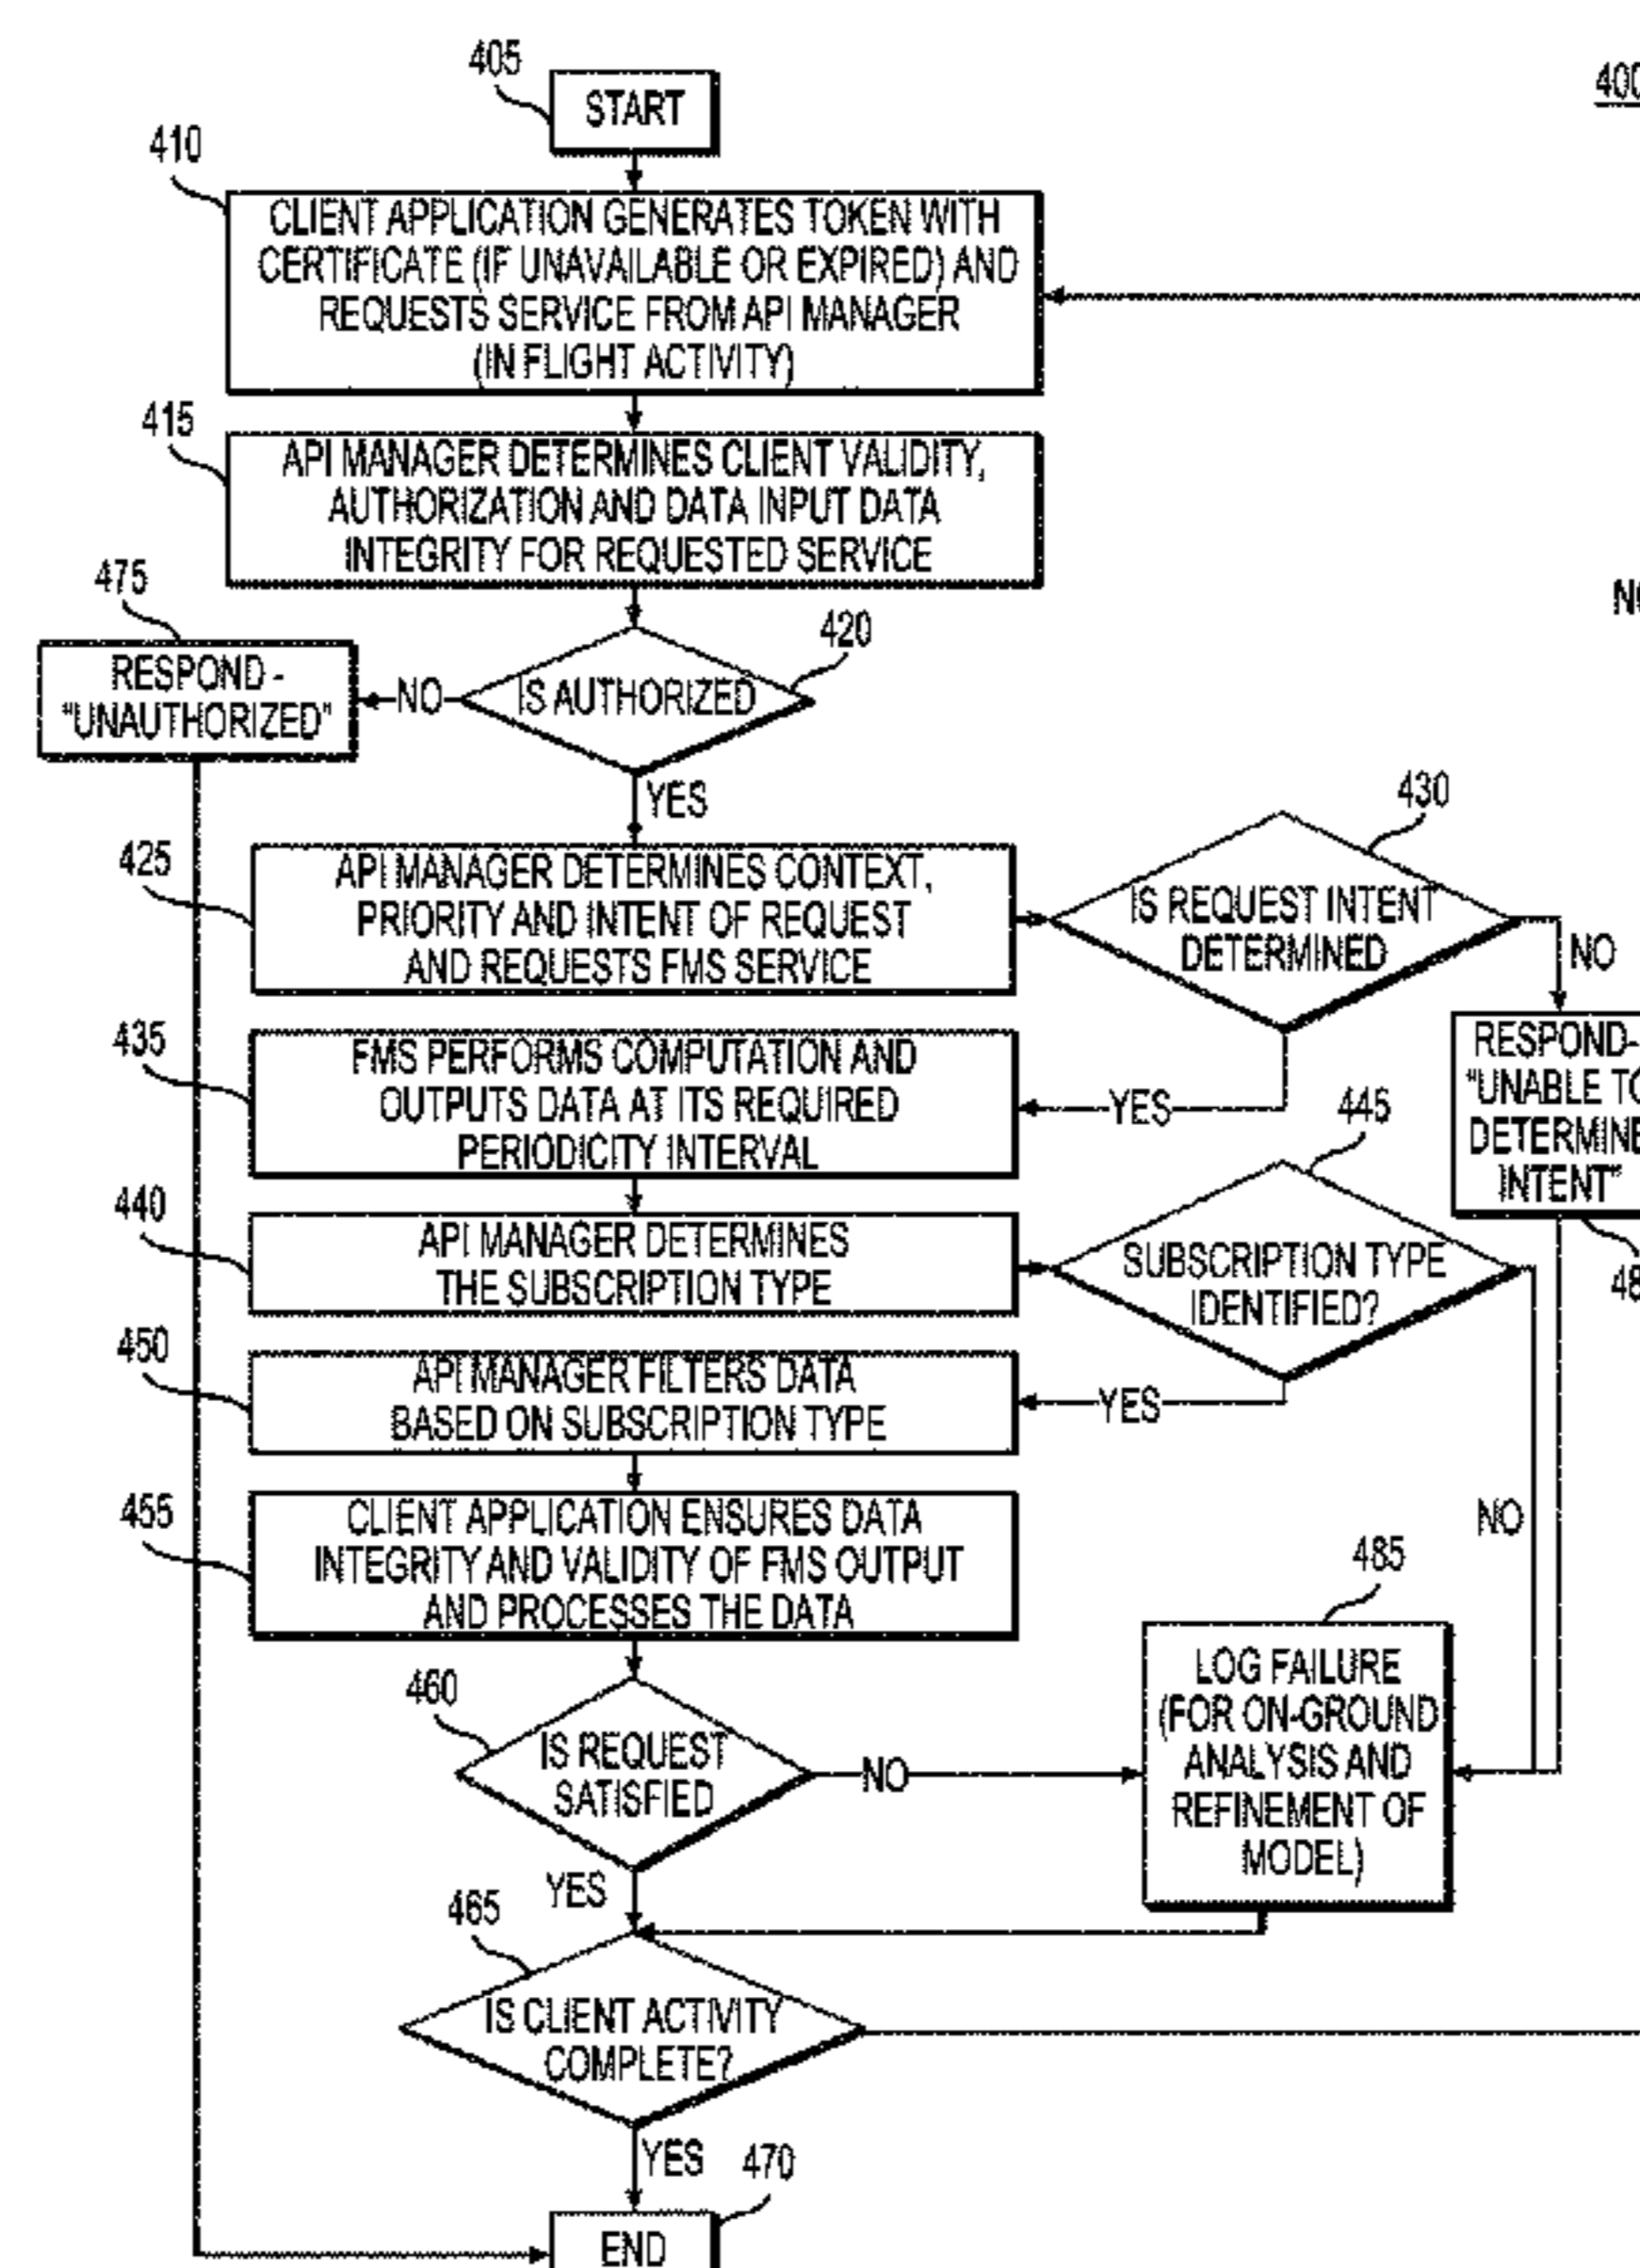 405
START
400
410
CLIENT APPLICATION GENERATES TOKEN WITH
CERTIFICATE (IF UNAVAILABLE OR EXPIRED) AND
REQUESTS SERVICE FROM API MANAGER
(IN FLIGHT ACTIVITY)
415
API MANAGER DETERMINES CLIENT VALIDITY,
AUTHORIZATION AND DATA INPUT DATA
INTEGRITY FOR REQUESTED SERVICE
475
RESPOND -
"UNAUTHORIZED"
NO
420
IS AUTHORIZED
YES
425
API MANAGER DETERMINES CONTEXT,
PRIORITY AND INTENT OF REQUEST
AND REQUESTS FMS SERVICE
430
IS REQUEST INTENT
DETERMINED
NO
435
FMS PERFORMS COMPUTATION AND
OUTPUTS DATA AT ITS REQUIRED
PERIODICITY INTERVAL
YES
RESPOND-
"UNABLE TO
DETERMINE
INTENT"
440
API MANAGER DETERMINES
THE SUBSCRIPTION TYPE
445
SUBSCRIPTION TYPE
IDENTIFIED?
450
API MANAGER FILTERS DATA
BASED ON SUBSCRIPTION TYPE
YES
NO
455
CLIENT APPLICATION ENSURES DATA
INTEGRITY AND VALIDITY OF FMS OUTPUT
AND PROCESSES THE DATA
460
IS REQUEST
SATISFIED
NO
485
LOG FAILURE
(FOR ON-GROUND
ANALYSIS AND
REFINEMENT OF
MODEL)
YES
465
IS CLIENT ACTIVITY
COMPLETE?
YES
470
END